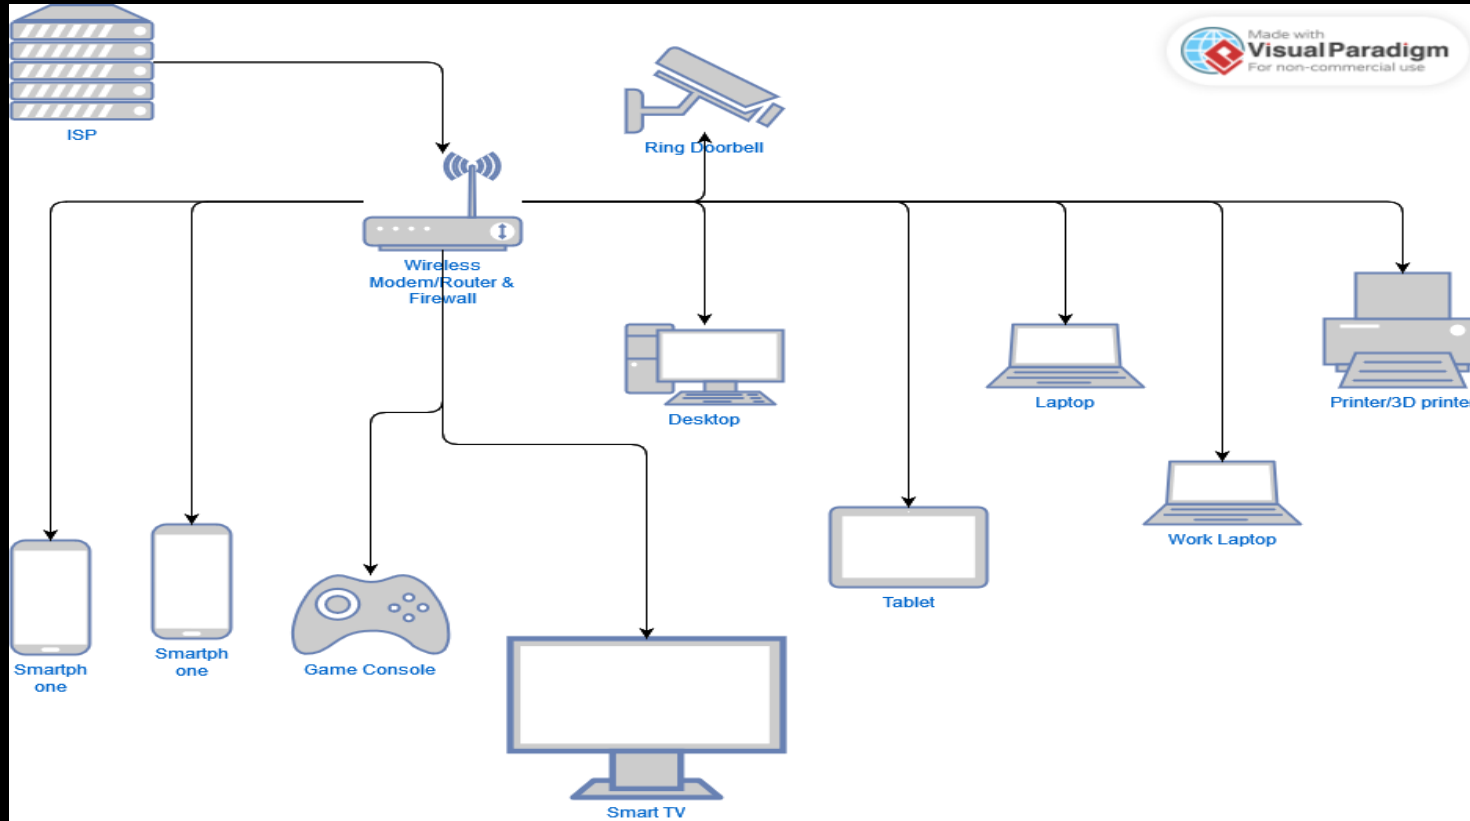 Made with
Visual Paradigm
For non-commercial use
ISP
Ring Doorbell
Wireless
Modem/Router &
Firewall
Desktop
Laptop
Printer/3D printe
Work Laptop
Tablet
Smartph
one
Smartph
one
Game Console
Smart TV